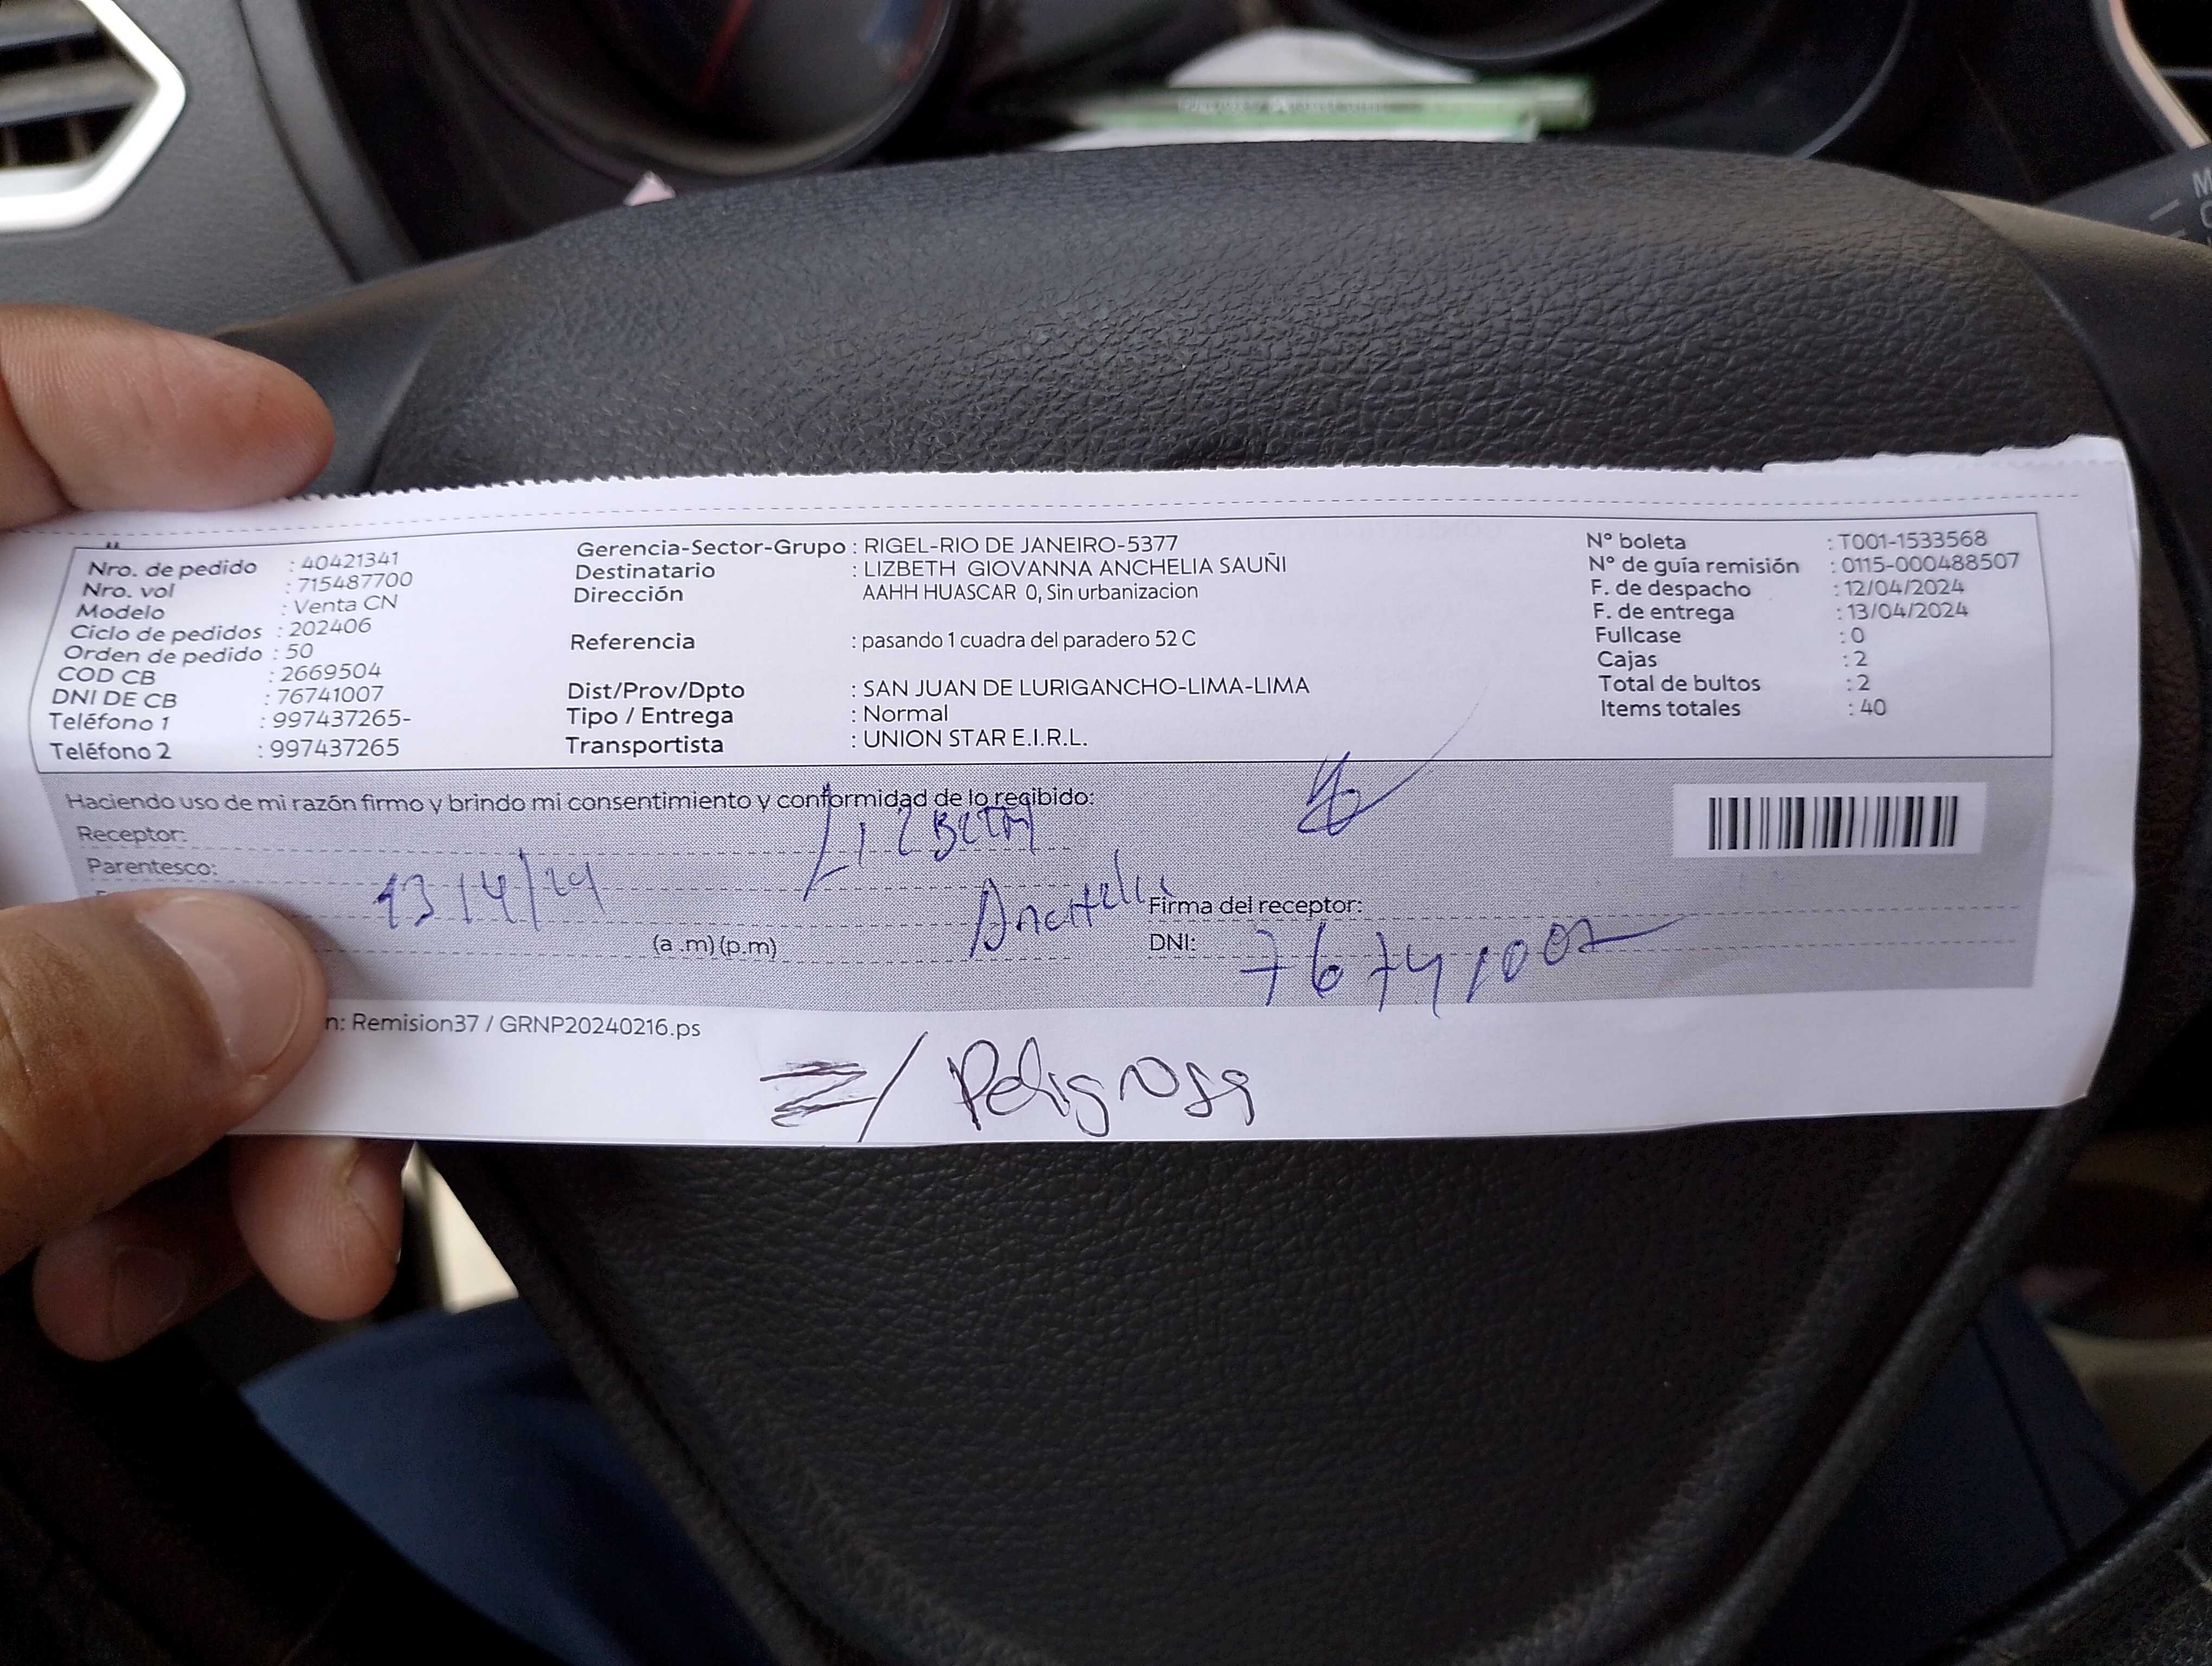 Nro. de pedido : 40421341
Nro. vol : 715487700
Modelo : Venta CN
Ciclo de pedidos : 202406
Orden de pedido : 50
COD CB : 2669504
DNI DE CB : 76741007
Teléfono 1 : 997437265-
Teléfono 2 : 997437265
Gerencia-Sector-Grupo : RIGEL-RIO DE JANEIRO-5377
Destinatario : LIZBETH GIOVANNA ANCHELIA SAUÑI
Dirección AAHH HUASCAR 0, Sin urbanizacion
Referencia : pasando 1 cuadra del paradero 52 C
Dist/Prov/Dpto : SAN JUAN DE LURIGANCHO-LIMA-LIMA
Tipo / Entrega : Normal
Transportista : UNION STAR E.I.R.L.
N° boleta : T001-1533568
N° de guía remisión : 0115-000488507
F. de despacho : 12/04/2024
F. de entrega : 13/04/2024
Fullcase : 0
Cajas : 2
Total de bultos : 2
Items totales : 40
Haciendo uso de mi razón firmo y brindo mi consentimiento y conformidad de lo recibido:
Receptor: LIZBETH
Parentesco:
13/4/24
Anchelia
Firma del receptor:
(a .m) (p.m)
DNI: 76741007
n: Remision37 / GRNP20240216.ps
Z/ Peligrosa